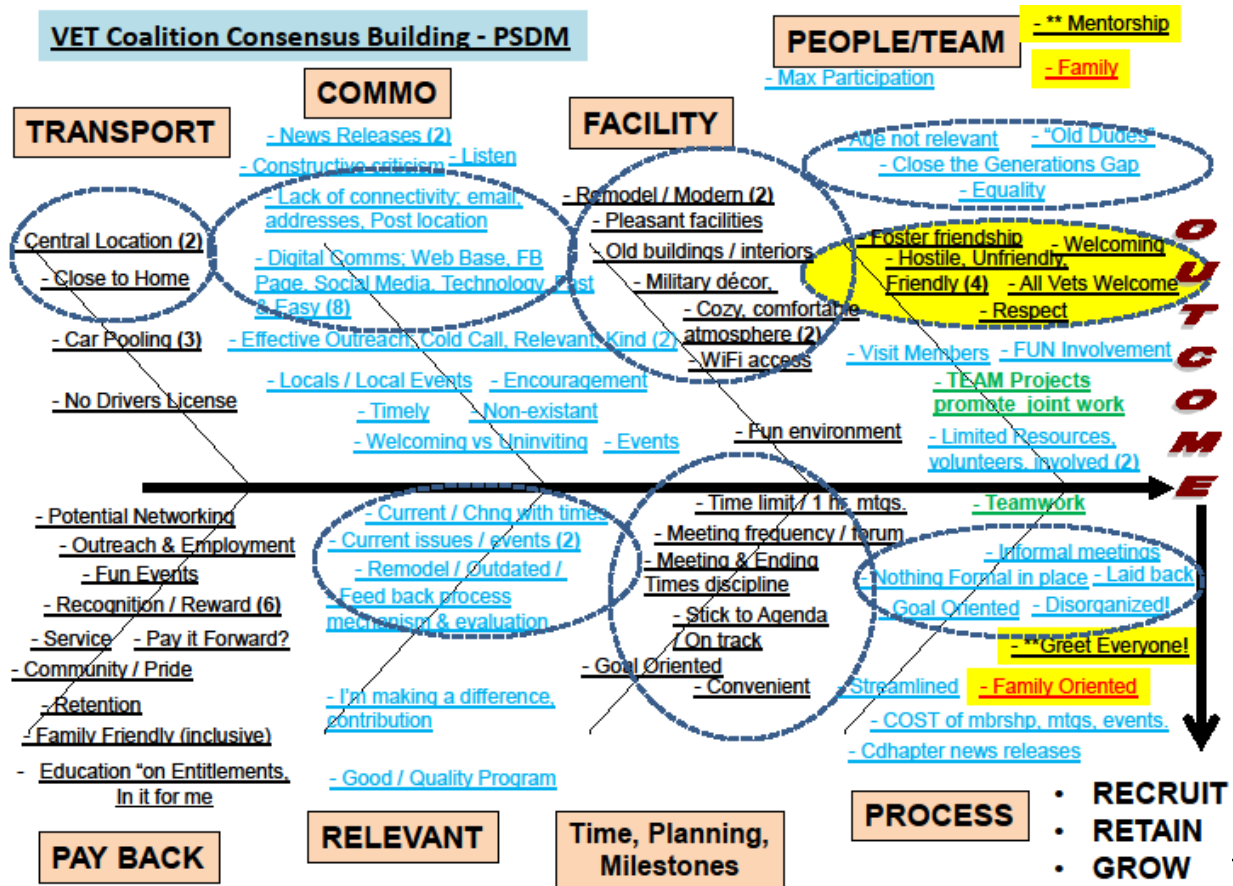 VET Coalition Consensus Building - PSDM
PEOPLE/TEAM
- ** Mentorship
- Family
- Max Participation
COMMO
TRANSPORT
FACILITY
- News Releases (2)
- Listen
- Constructive criticism
- Lack of connectivity; email,
addresses, Post location
- Digital Comms; Web Base, FB
Page, Social Media, Technology, Fast
& Easy (8)
- Effective Outreach, Cold Call, Relevant, Kind (2)
- Locals / Local Events
- Encouragement
- Timely
- Non-existant
- Welcoming vs Uninviting
- Events
Central Location (2)
- Close to Home
- Car Pooling (3)
- No Drivers License
- Remodel / Modern (2)
- Pleasant facilities
- Old buildings / interiors
- Military décor,
- Cozy, comfortable
atmosphere (2)
- WiFi access
- Fun environment
Age not relevant
- "Old Dudes"
- Close the Generations Gap
- Equality
- Foster friendship
- Welcoming
- Hostile, Unfriendly,
Friendly (4)
- All Vets Welcome
- Respect
- Visit Members
- FUN Involvement
- TEAM Projects
promote joint work
- Limited Resources,
volunteers, involved (2)
OUTCOME
- Teamwork
- Potential Networking
- Outreach & Employment
- Fun Events
- Recognition / Reward (6)
- Service
- Pay it Forward?
- Community / Pride
- Retention
- Family Friendly (inclusive)
- Education "on Entitlements,
In it for me
PAY BACK
- Current / Chng with times
- Current issues / events (2)
- Remodel / Outdated /
- Feed back process
mechanism & evaluation
- I'm making a difference,
contribution
- Good / Quality Program
RELEVANT
- Time limit / 1 hr. mtgs.
- Meeting frequency / forum
- Meeting & Ending
Times discipline
- Stick to Agenda
/ On track
- Goal Oriented
- Convenient
Time, Planning,
Milestones
- Informal meetings
- Nothing Formal in place
- Laid back
Goal Oriented
- Disorganized!
- **Greet Everyone!
Streamlined
- Family Oriented
- COST of mbrshp, mtgs, events.
- Cdhapter news releases
PROCESS
• RECRUIT
• RETAIN
• GROW